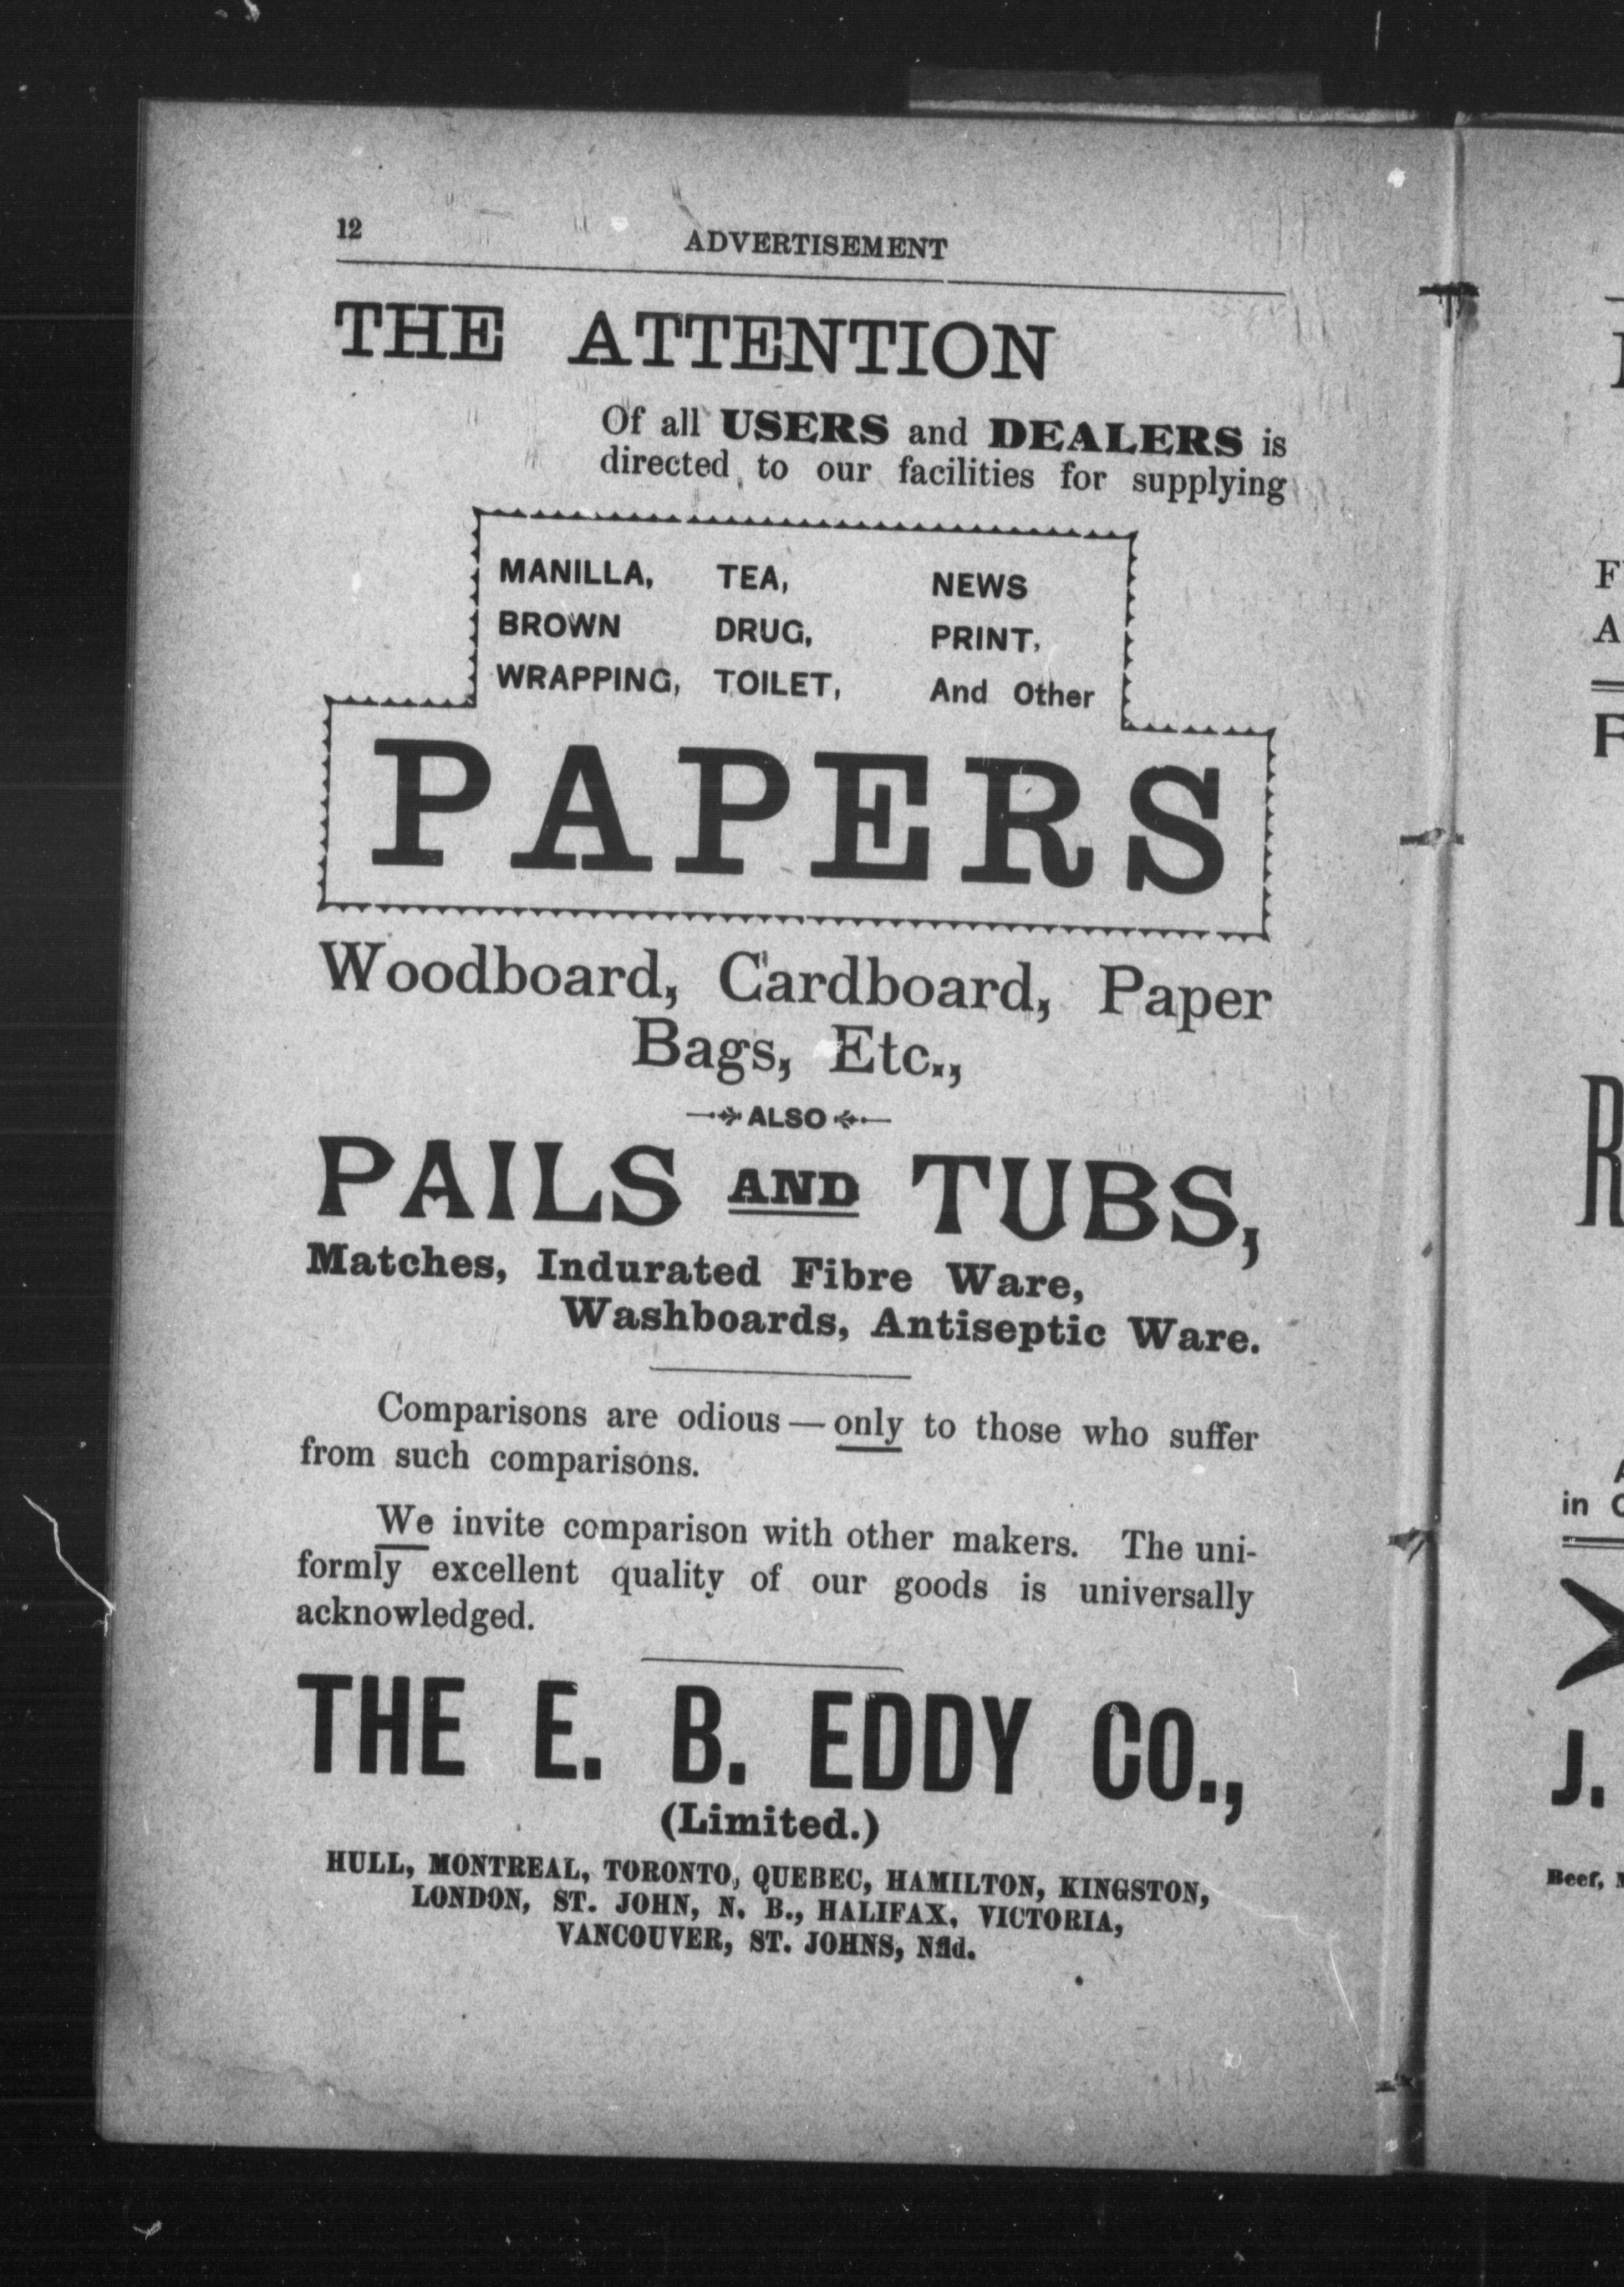 12
ADVERTISEMENT
THE ATTENTION
Of all USERS and DEALERS is
directed to our facilities for supplying
MANILLA, TEA, NEWS
BROWN DRUG, PRINT,
WRAPPING, TOILET, And Other
PAPERS
Woodboard, Cardboard, Paper
Bags, Etc.,
ALSO
PAILS AND TUBS,
Matches, Indurated Fibre Ware,
Washboards, Antiseptic Ware.
Comparisons are odious — only to those who suffer
from such comparisons.
We invite comparison with other makers. The uni-
formly excellent quality of our goods is universally
acknowledged.
THE E. B. EDDY CO.,
(Limited.)
HULL, MONTREAL, TORONTO, QUEBEC, HAMILTON, KINGSTON,
LONDON, ST. JOHN, N. B., HALIFAX, VICTORIA,
VANCOUVER, ST. JOHNS, Nfld.
in
J.
Beef,